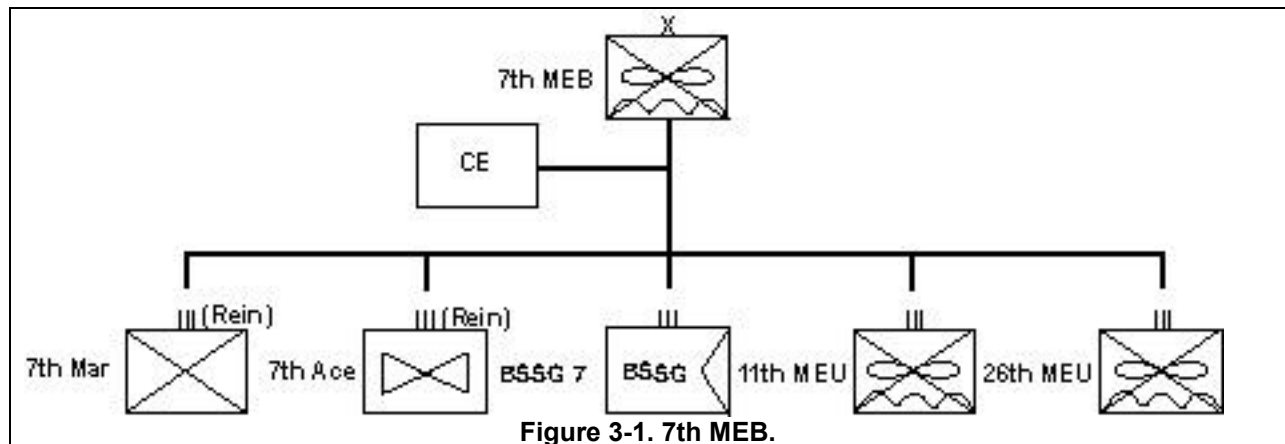 X
7th MEB
CE
III (Rein)
III (Rein)
III
III
III
7th Mar
7th Ace
BSSG 7
BSSG
11th MEU
26th MEU
Figure 3-1. 7th MEB.